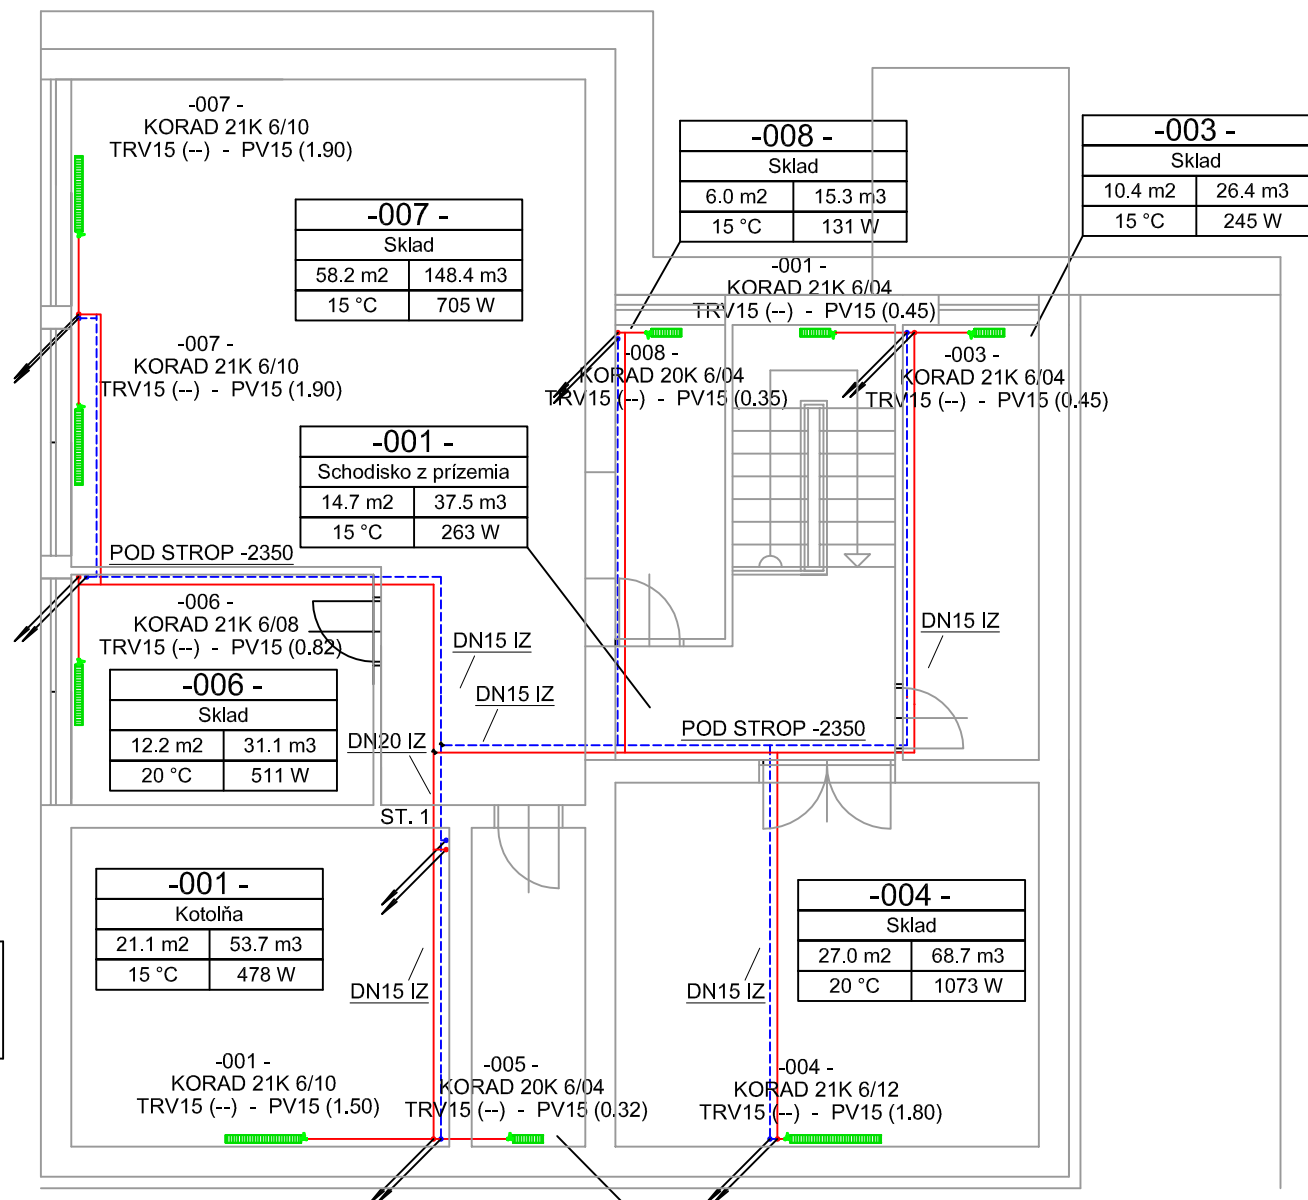 -007 -
KORAD 21K 6/10
TRV15 (--) - PV15 (1.90)
-007 -
Sklad
58.2 m2 148.4 m3
15 °C 705 W
-008 -
Sklad
6.0 m2 15.3 m3
15 °C 131 W
-003 -
Sklad
10.4 m2 26.4 m3
15 °C 245 W
-001 -
KORAD 21K 6/04
TRV15 (--) - PV15 (0.45)
-007 -
KORAD 21K 6/10
TRV15 (--) - PV15 (1.90)
-008 -
KORAD 20K 6/04
TRV15 (--) - PV15 (0.35)
-003 -
KORAD 21K 6/04
TRV15 (--) - PV15 (0.45)
-001 -
Schodisko z prízemia
14.7 m2 37.5 m3
15 °C 263 W
POD STROP -2350
-006 -
KORAD 21K 6/08
TRV15 (--) - PV15 (0.82)
DN15 IZ
DN15 IZ
DN15 IZ
-006 -
Sklad
12.2 m2 31.1 m3
20 °C 511 W
DN20 IZ
POD STROP -2350
ST. 1
-001 -
Kotolňa
21.1 m2 53.7 m3
15 °C 478 W
-004 -
Sklad
27.0 m2 68.7 m3
20 °C 1073 W
DN15 IZ
DN15 IZ
-001 -
KORAD 21K 6/10
TRV15 (--) - PV15 (1.50)
-005 -
KORAD 20K 6/04
TRV15 (--) - PV15 (0.32)
-004 -
KORAD 21K 6/12
TRV15 (--) - PV15 (1.80)